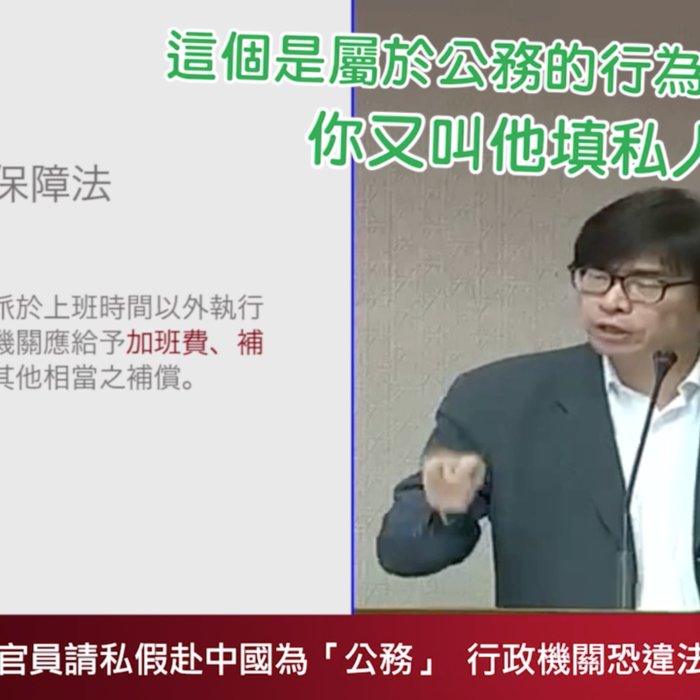 這個是屬於公務的行為
你又叫他填私人
保障法
派於上班時間以外執行
機關應給予加班費、補
其他相當之補償。
官員請私假赴中國為「公務」 行政機關恐違法